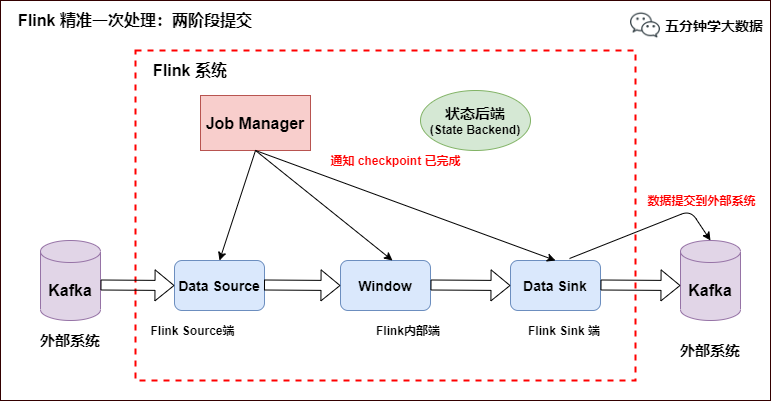 Flink 精准一次处理：两阶段提交
五分钟学大数据
Flink 系统
Job Manager
状态后端
(State Backend)
通知 checkpoint 已完成
数据提交到外部系统
Kafka
Data Source
Window
Data Sink
Kafka
外部系统
Flink Source端
Flink内部端
Flink Sink 端
外部系统